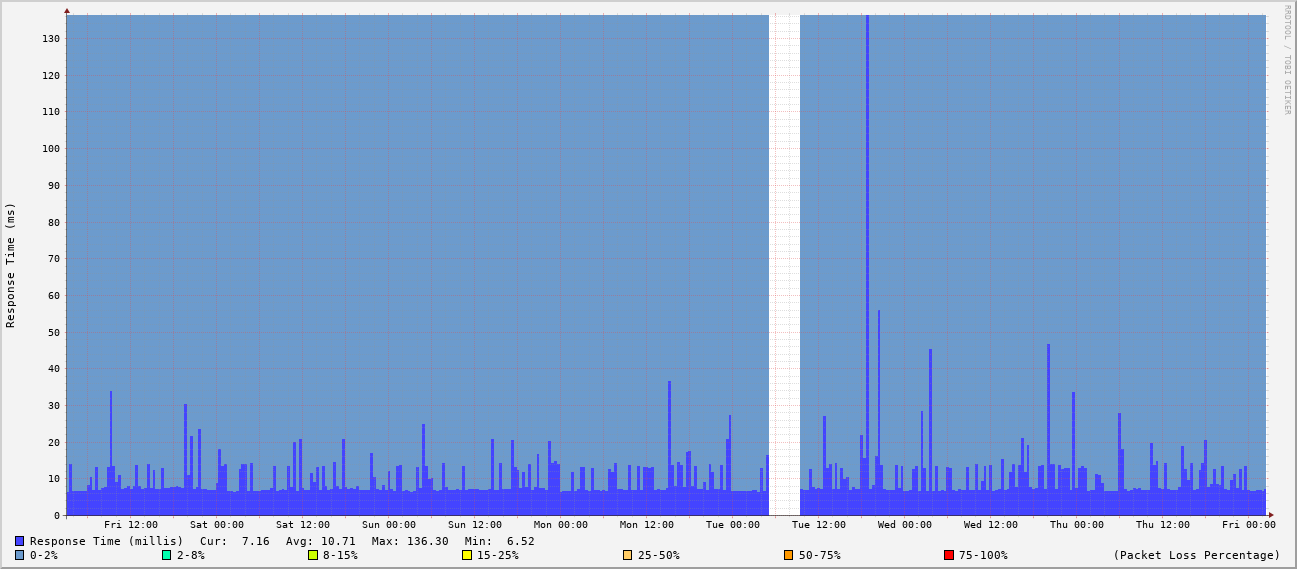 RRDTOOL / TOBI OETIKER
Response Time (ms)
130
120
110
100
90
80
70
60
50
40
30
20
10
0
Fri 12:00 Sat 00:00 Sat 12:00 Sun 00:00 Sun 12:00 Mon 00:00 Mon 12:00 Tue 00:00 Tue 12:00 Wed 00:00 Wed 12:00 Thu 00:00 Thu 12:00 Fri 00:00
Response Time (millis) Cur: 7.16 Avg: 10.71 Max: 136.30 Min: 6.52
0-2% 2-8% 8-15% 15-25% 25-50% 50-75% 75-100% (Packet Loss Percentage)